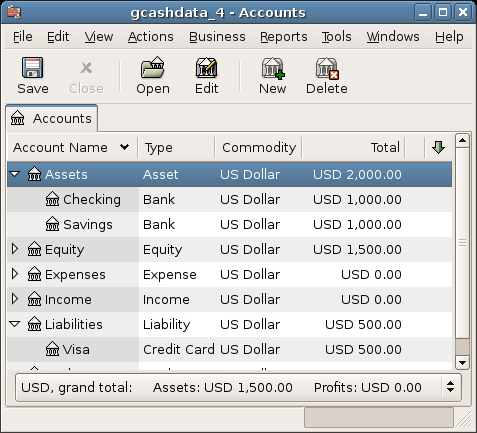 gcashdata_4 - Accounts
File Edit View Actions Business Reports Tools Windows Help
Save Close Open Edit New Delete
Accounts
Account Name Type Commodity Total
Assets Asset US Dollar USD 2,000.00
Checking Bank US Dollar USD 1,000.00
Savings Bank US Dollar USD 1,000.00
Equity Equity US Dollar USD 1,500.00
Expenses Expense US Dollar USD 0.00
Income Income US Dollar USD 0.00
Liabilities Liability US Dollar USD 500.00
Visa Credit Card US Dollar USD 500.00
USD, grand total: Assets: USD 1,500.00 Profits: USD 0.00